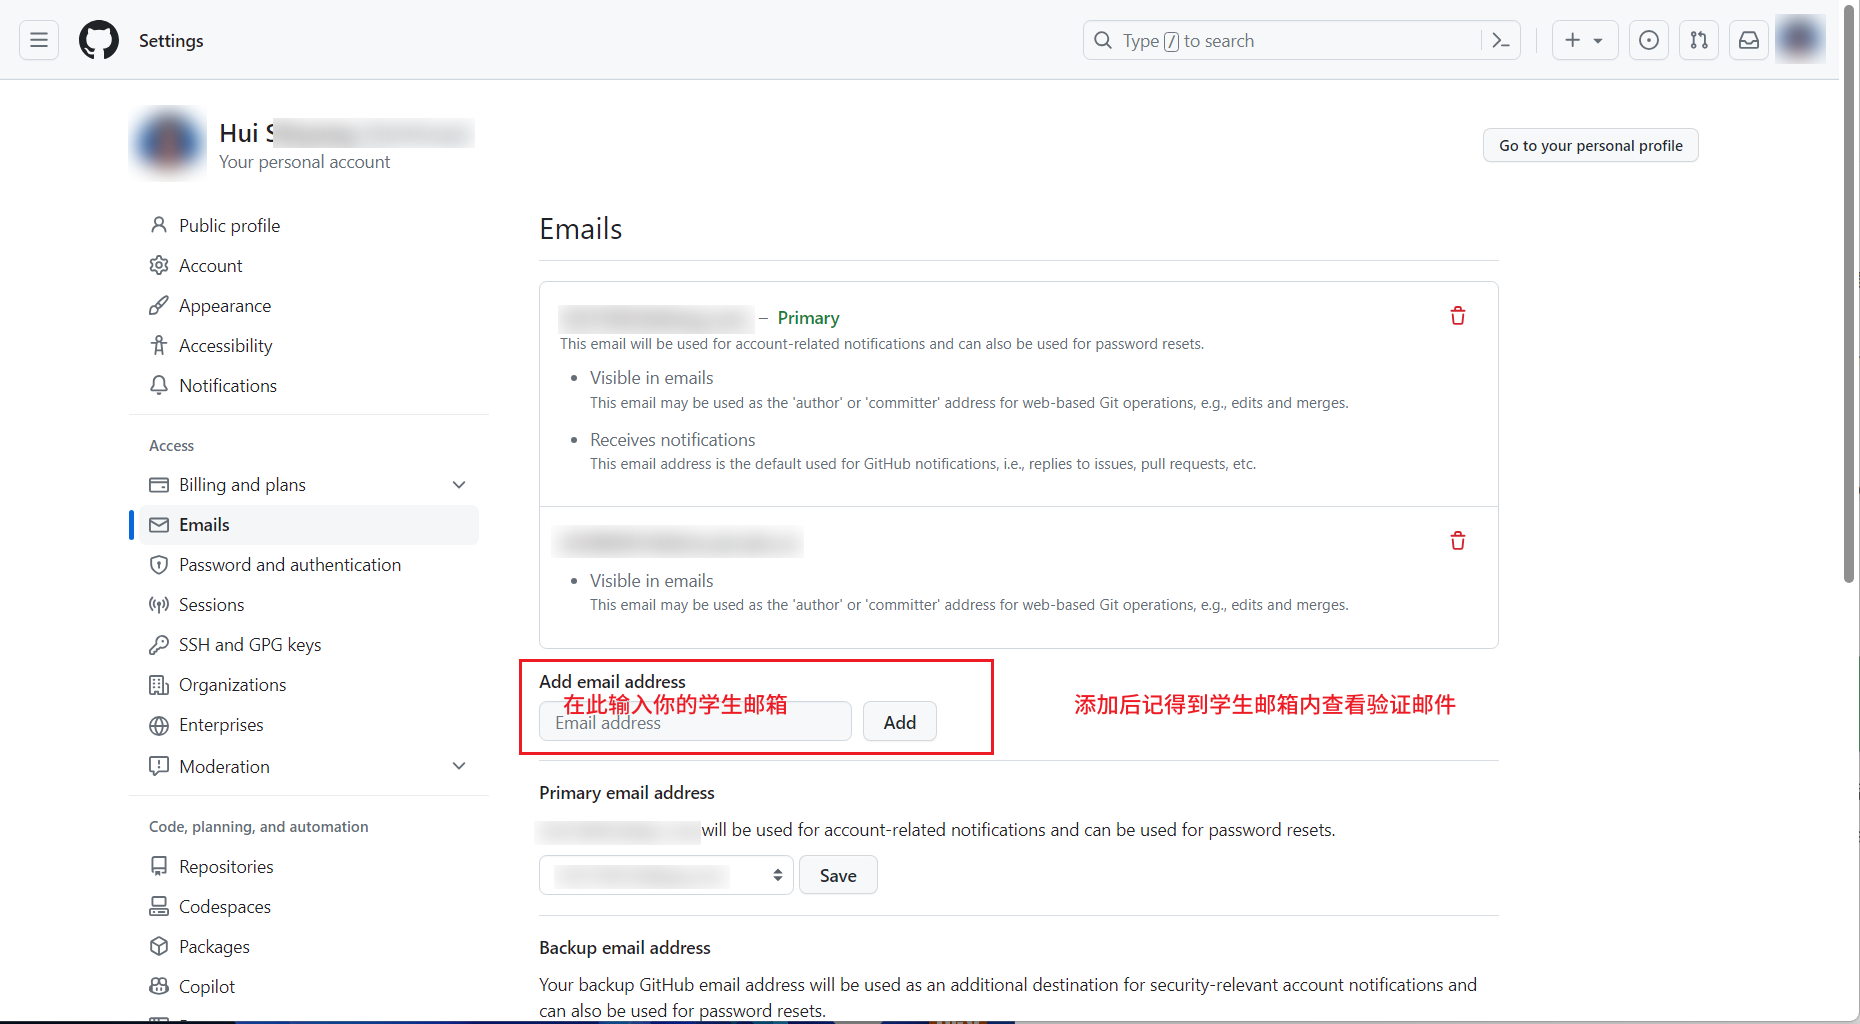 Settings
Type / to search
Hui S
Your personal account
Go to your personal profile
Public profile
Account
Appearance
Accessibility
Notifications
Access
Billing and plans
Emails
Password and authentication
Sessions
SSH and GPG keys
Organizations
Enterprises
Moderation
Code, planning, and automation
Repositories
Codespaces
Packages
Copilot
Emails
– Primary
This email will be used for account-related notifications and can also be used for password resets.
Visible in emails
This email may be used as the 'author' or 'committer' address for web-based Git operations, e.g., edits and merges.
Receives notifications
This email address is the default used for GitHub notifications, i.e., replies to issues, pull requests, etc.
Visible in emails
This email may be used as the 'author' or 'committer' address for web-based Git operations, e.g., edits and merges.
Add email address
在此输入你的学生邮箱
添加后记得到学生邮箱内查看验证邮件
Email address
Add
Primary email address
will be used for account-related notifications and can be used for password resets.
Save
Backup email address
Your backup GitHub email address will be used as an additional destination for security-relevant account notifications and
can also be used for password resets.